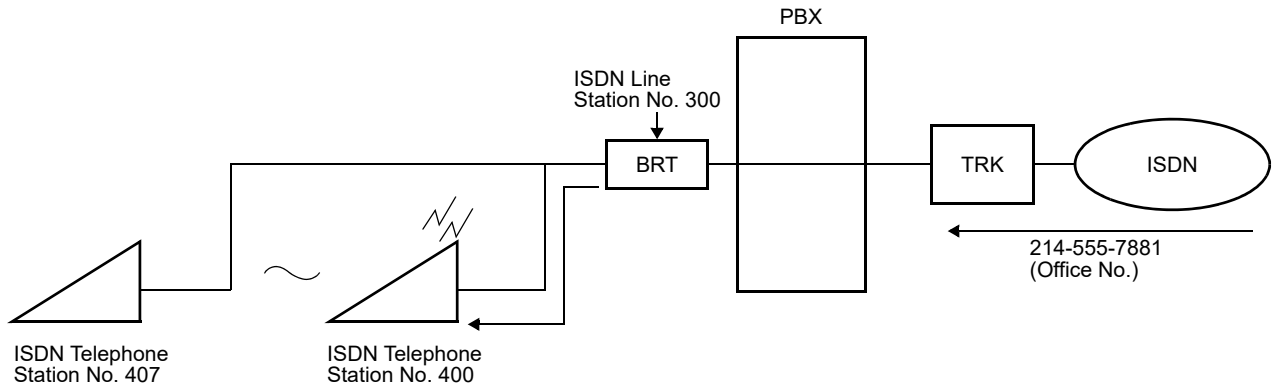 PBX
ISDN Line
Station No. 300
BRT
TRK
ISDN
214-555-7881
(Office No.)
ISDN Telephone
Station No. 407
ISDN Telephone
Station No. 400